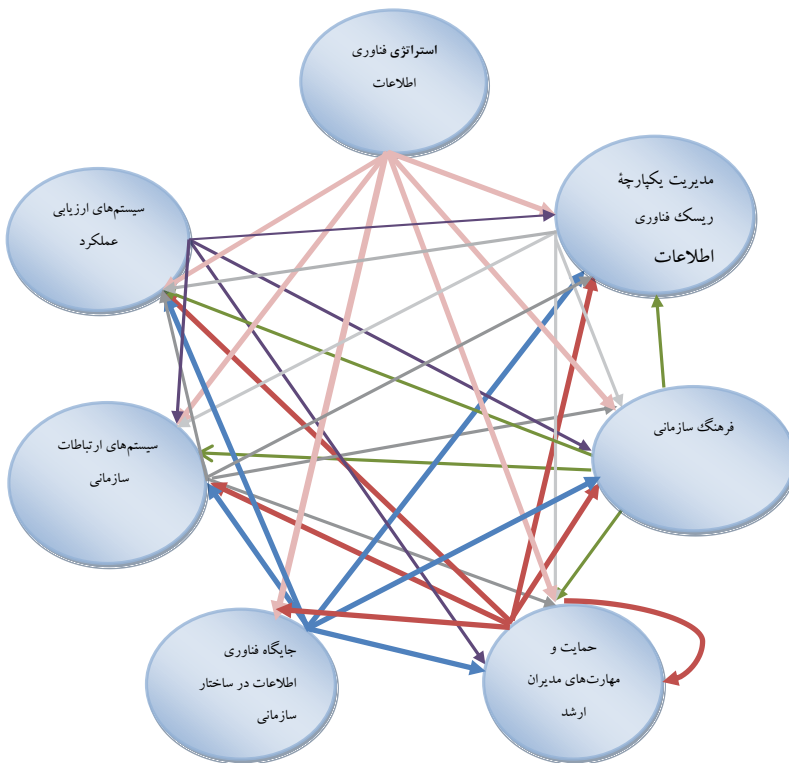 استراتژی فناوری
اطلاعات
مدیریت یکپارچهٔ
ریسک فناوری
اطلاعات
سیستم‌های ارزیابی
عملکرد
فرهنگ سازمانی
سیستم‌های ارتباطات
سازمانی
جایگاه فناوری
اطلاعات در ساختار
سازمانی
حمایت و
مهارت‌های مدیران
ارشد